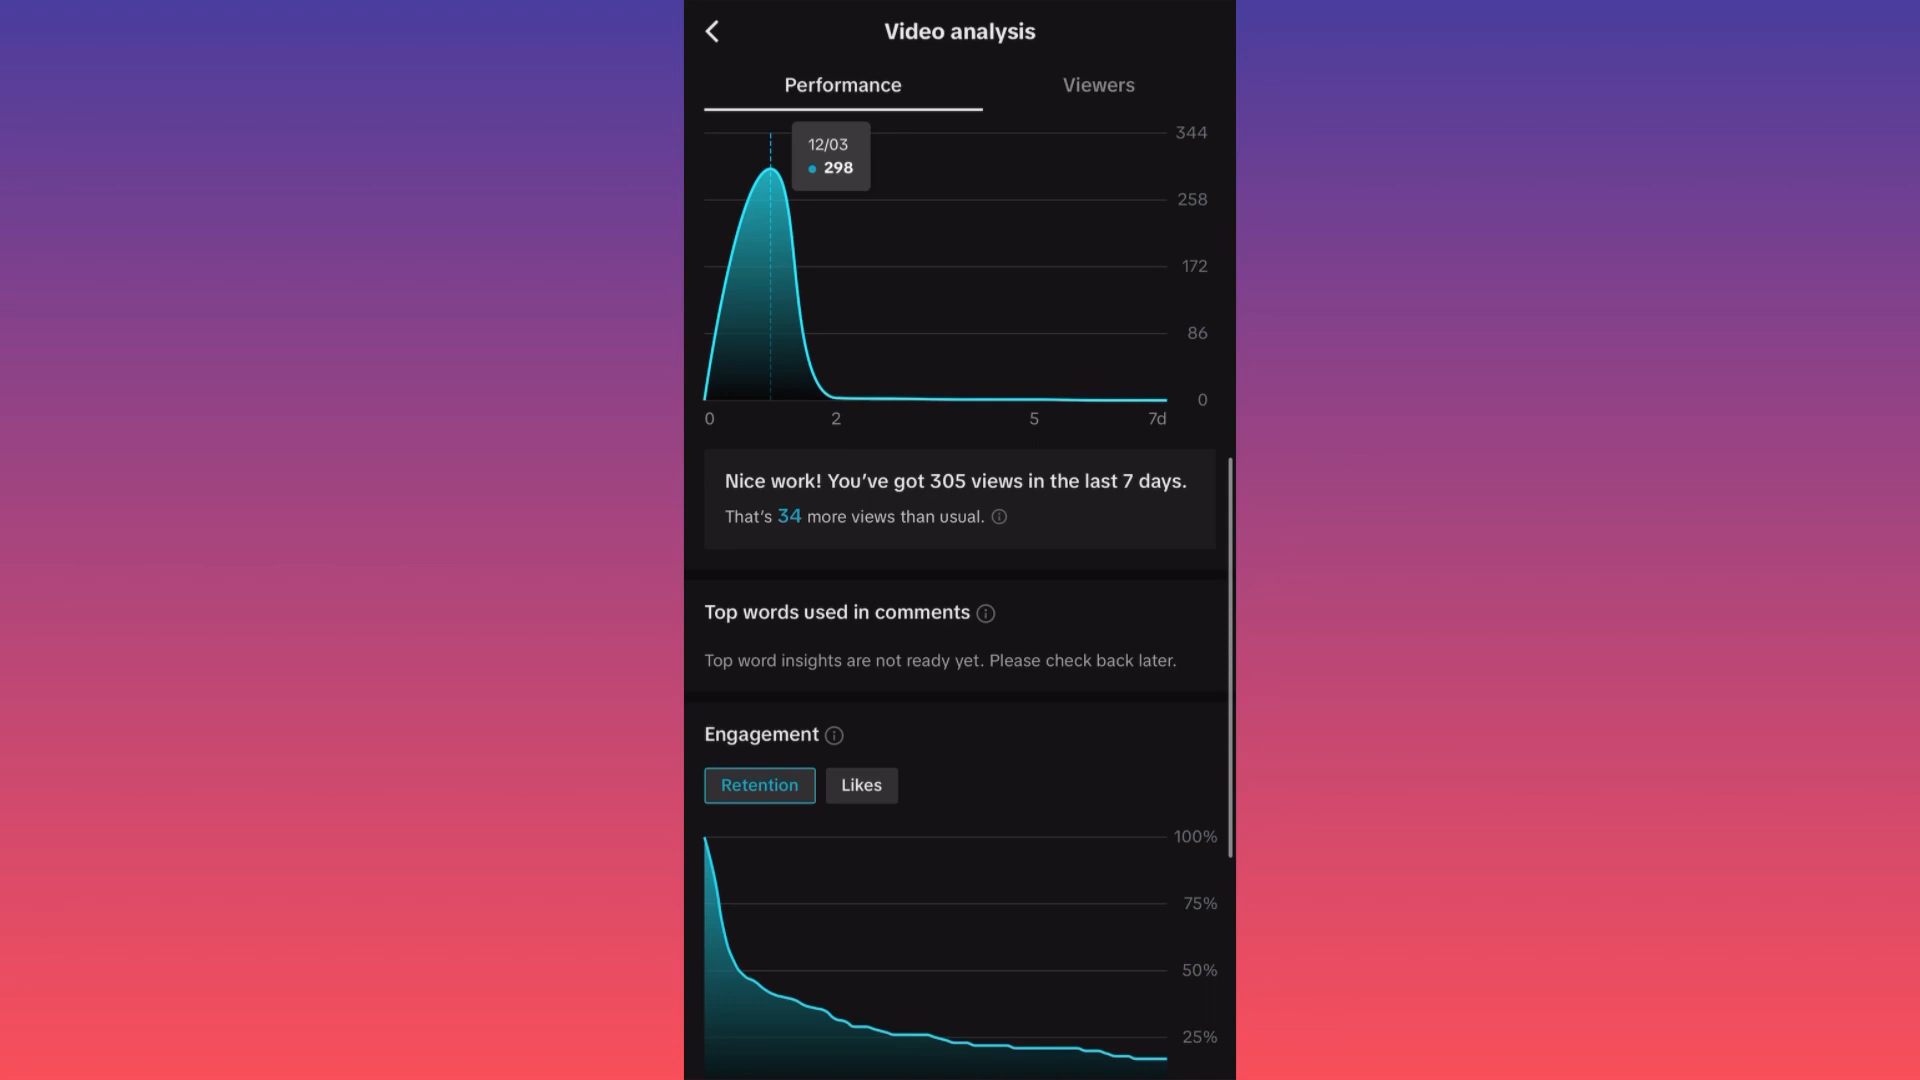 Video analysis
Performance
Viewers
344
12/03
298
258
172
86
0
0
2
5
7d
Nice work! You’ve got 305 views in the last 7 days.
That’s 34 more views than usual.
Top words used in comments
Top word insights are not ready yet. Please check back later.
Engagement
Retention
Likes
100%
75%
50%
25%